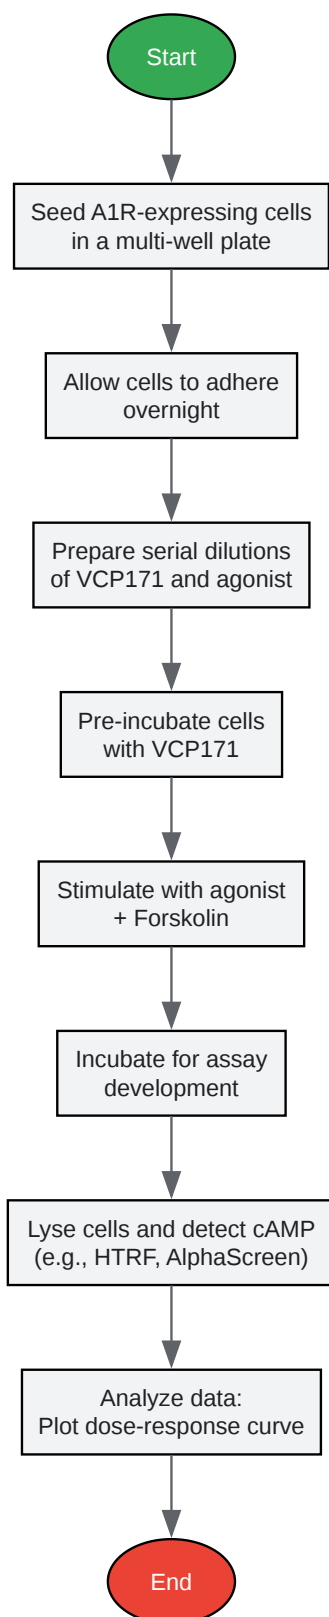 Start
Seed A1R-expressing cells
in a multi-well plate
Allow cells to adhere
overnight
Prepare serial dilutions
of VCP171 and agonist
Pre-incubate cells
with VCP171
Stimulate with agonist
+ Forskolin
Incubate for assay
development
Lyse cells and detect cAMP
(e.g., HTRF, AlphaScreen)
Analyze data:
Plot dose-response curve
End